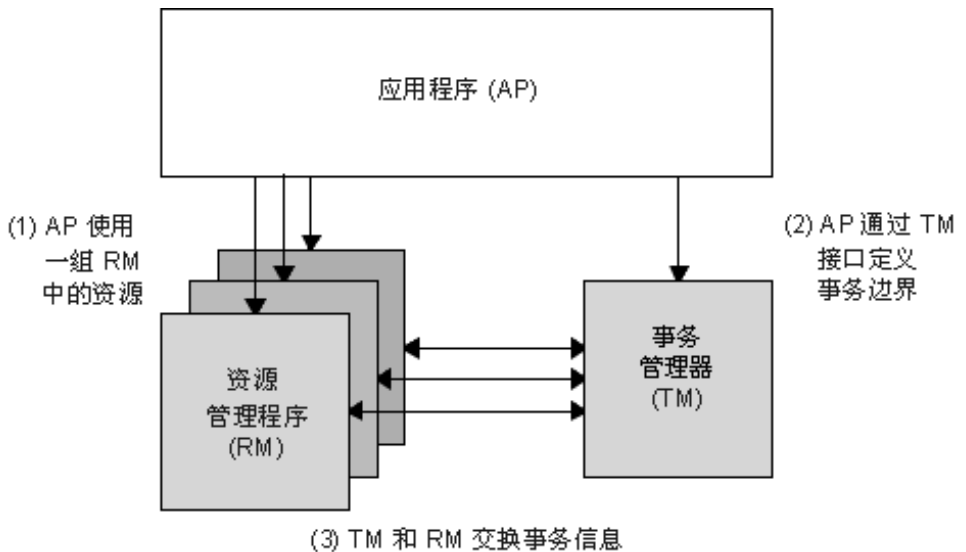 应用程序 (AP)
(1) AP 使用
一组 RM
中的资源
(2) AP 通过 TM
接口定义
事务边界
资源
管理程序
(RM)
事务
管理器
(TM)
(3) TM 和 RM 交换事务信息